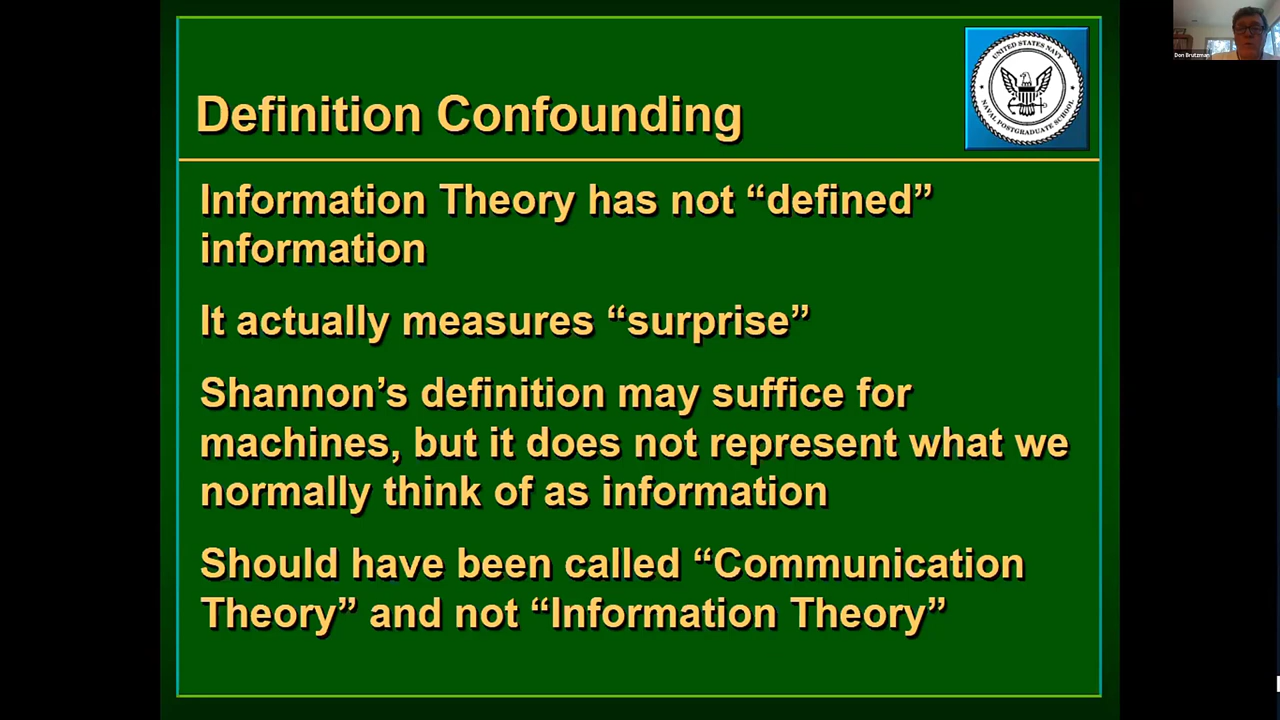 Don Brutzman
UNITED STATES NAVY
NAVAL POSTGRADUATE SCHOOL
Definition Confounding
Information Theory has not “defined”
information
It actually measures “surprise”
Shannon’s definition may suffice for
machines, but it does not represent what we
normally think of as information
Should have been called “Communication
Theory” and not “Information Theory”